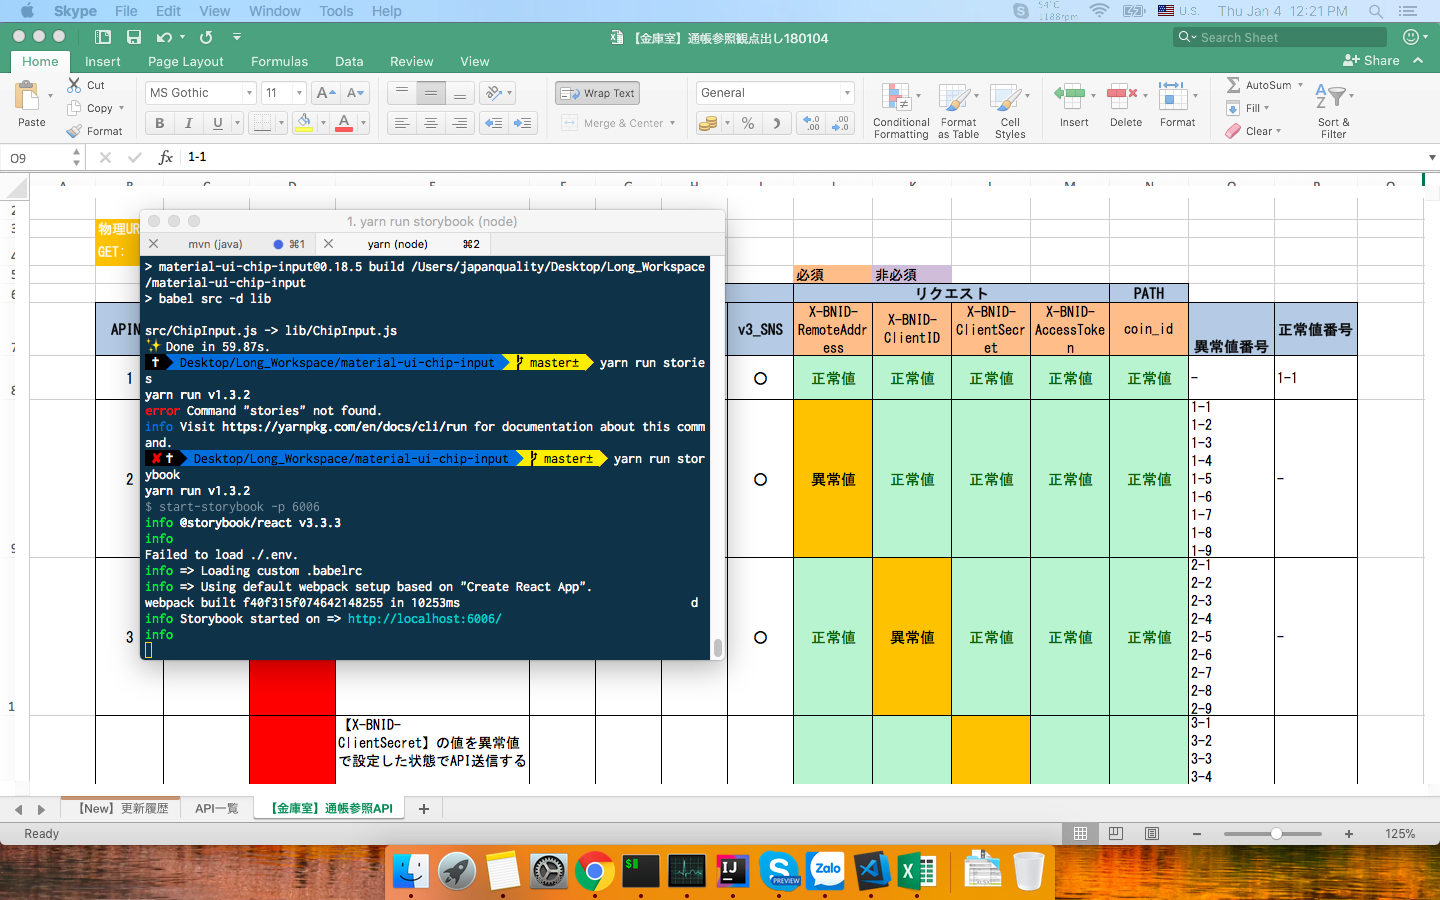 Skype File Edit View Window Tools Help
54°C
1188rpm
U.S. Thu Jan 4 12:21 PM
【金庫室】通帳参照観点出し180104
Search Sheet
Home Insert Page Layout Formulas Data Review View
Share
Paste
Cut
Copy
Format
MS Gothic 11
B I U
Wrap Text
Merge & Center
General
Conditional Formatting
Format as Table
Cell Styles
Insert
Delete
Format
AutoSum
Fill
Clear
Sort & Filter
O9 fx 1-1
物理UR
GET:
必須 非必須
リクエスト PATH
APIN
v3_SNS
X-BNID-RemoteAddress
X-BNID-ClientID
X-BNID-ClientSecret
X-BNID-AccessToken
coin_id
異常値番号
正常値番号
1 〇 正常値 正常値 正常値 正常値 正常値 - 1-1
2 〇 異常値 正常値 正常値 正常値 正常値 -
1-1
1-2
1-3
1-4
1-5
1-6
1-7
1-8
1-9
3 〇 正常値 異常値 正常値 正常値 正常値 -
2-1
2-2
2-3
2-4
2-5
2-6
2-7
2-8
2-9
【X-BNID-
ClientSecret】の値を異常値
で設定した状態でAPI送信する
3-1
3-2
3-3
3-4
1. yarn run storybook (node)
mvn (java) ⌘1 yarn (node) ⌘2
> material-ui-chip-input@0.18.5 build /Users/japanquality/Desktop/Long_Workspace
/material-ui-chip-input
> babel src -d lib
src/ChipInput.js -> lib/ChipInput.js
✨ Done in 59.87s.
Desktop/Long_Workspace/material-ui-chip-input master± yarn run storie
s
yarn run v1.3.2
error Command "stories" not found.
info Visit https://yarnpkg.com/en/docs/cli/run for documentation about this comm
and.
✘ Desktop/Long_Workspace/material-ui-chip-input master± yarn run stor
ybook
yarn run v1.3.2
$ start-storybook -p 6006
info @storybook/react v3.3.3
info
Failed to load ./.env.
info => Loading custom .babelrc
info => Using default webpack setup based on "Create React App".
webpack built f40f315f074642148255 in 10253ms d
info Storybook started on => http://localhost:6006/
info
【New】更新履歴 API一覧 【金庫室】通帳参照API +
Ready
125%
PREVIEW
Zalo